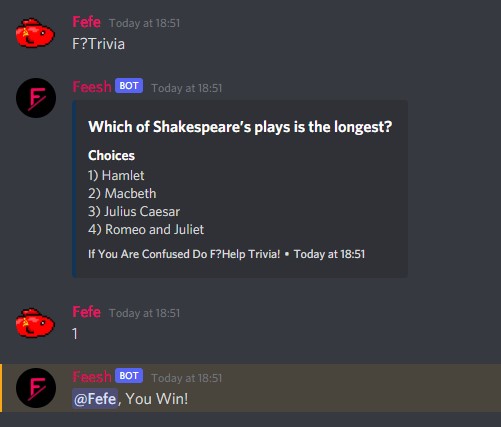 Fefe Today at 18:51
F?Trivia
F
Feesh BOT Today at 18:51
Which of Shakespeare's plays is the longest?
Choices
1) Hamlet
2) Macbeth
3) Julius Caesar
4) Romeo and Juliet
If You Are Confused Do F?Help Trivia! • Today at 18:51
Fefe Today at 18:51
1
F
Feesh BOT Today at 18:51
@Fefe, You Win!